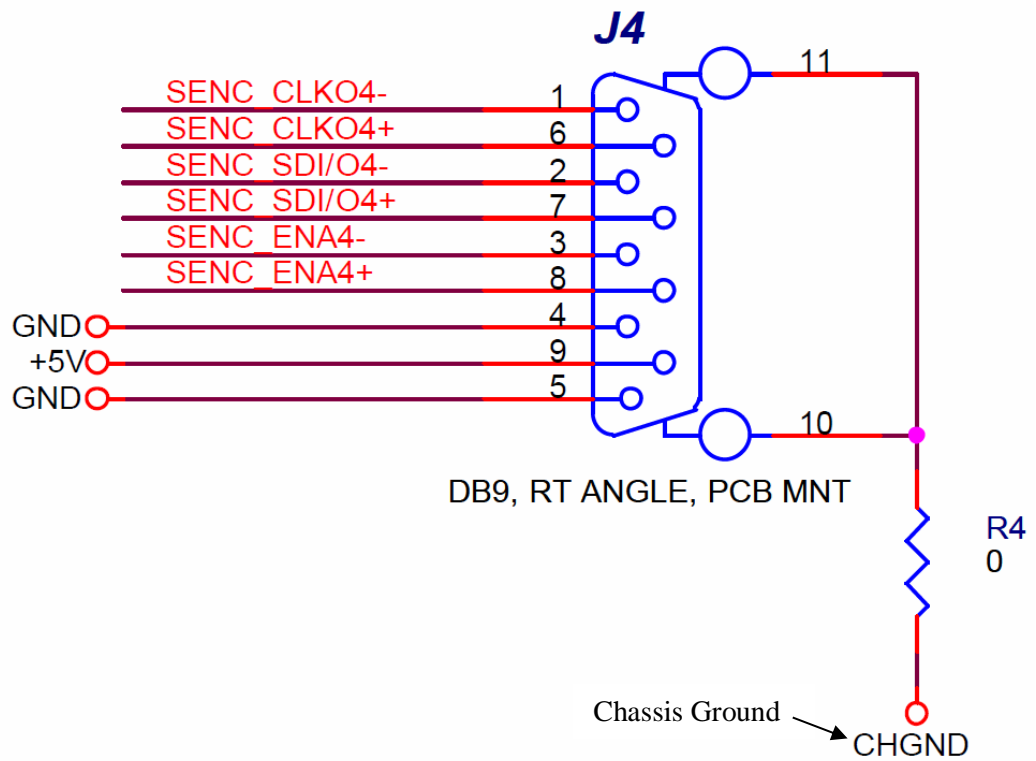 J4
11
SENC_CLKO4- 1
SENC_CLKO4+ 6
SENC_SDI/O4- 2
SENC_SDI/O4+ 7
SENC_ENA4- 3
SENC_ENA4+ 8
GND 4
+5V 9
GND 5
10
DB9, RT ANGLE, PCB MNT
R4
0
Chassis Ground
CHGND